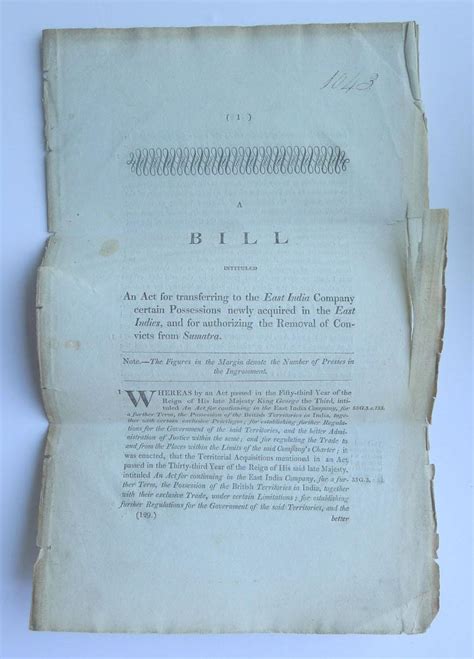 1043
( 1 )
A
BILL
INTITULED
An Act for transferring to the East India Company
certain Possessions newly acquired in the East
Indies, and for authorizing the Removal of Con-
victs from Sumatra.
Note.—The Figures in the Margin denote the Number of Presses in
the Ingrossment.
1 WHEREAS by an Act passed in the Fifty-third Year of the
Reign of His late Majesty King George the Third, inti-
tuled An Act for continuing in the East India Company, for 53 G.3. c.
a further Term, the Possession of the British Territories in India, toge-
ther with certain exclusive Privileges; for establishing further Regula-
tions for the Government of the said Territories, and the better Admi-
nistration of Justice within the same; and for regulating the Trade to
and from the Places within the Limits of the said Company's Charter; it
was enacted, that the Territorial Acquisitions mentioned in an Act
passed in the Thirty-third Year of the Reign of His said late Majesty,
intituled An Act for continuing in the East India Company, for a fur- 33 G.3.
ther Term, the Possession of the British Territories in India, together
with their exclusive Trade, under certain Limitations; for establishing
further Regulations for the Government of the said Territories, and the
(129.) better